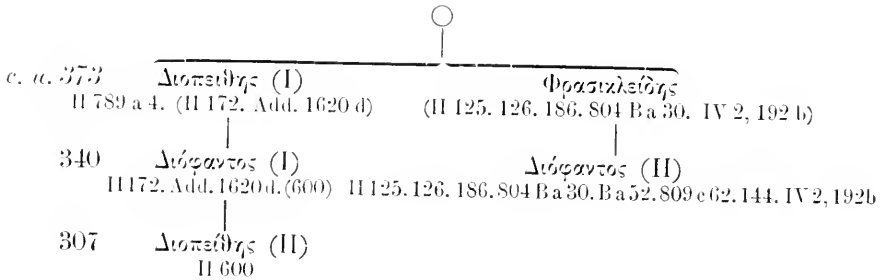 c. a. 373 Διοπείθης (I) Φρασικλείδης
II 789 a 4. (II 172. Add. 1620 d) (II 125. 126. 186. 804 B a 30. IV 2, 192 b)
340 Διόφαντος (I) Διόφαντος (II)
II 172. Add. 1620 d. (600) II 125. 126. 186. 804 B a 30. B a 52. 809 c 62. 144. IV 2, 192 b
307 Διοπείθης (II)
II 600